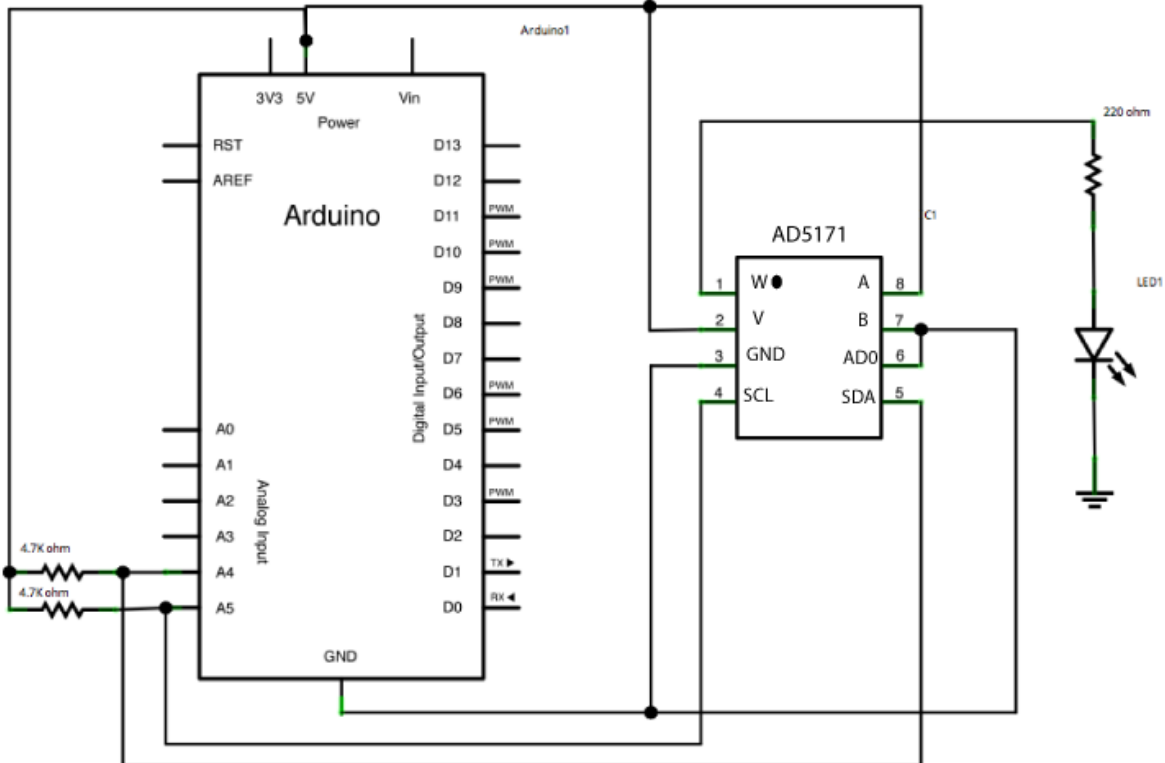 Arduino1
3V3 5V Vin
Power
220 ohm
RST D13
AREF D12
Arduino
D11 PWM
C1
AD5171
D10 PWM
D9 PWM
1 W A 8
LED1
D8
2 V B 7
Digital Input/Output
D7
3 GND AD0 6
D6 PWM
4 SCL SDA 5
A0 D5 PWM
A1 D4
Analog Input
A2 D3 PWM
A3 D2
4.7K ohm
A4 D1 TX
4.7K ohm
A5 D0 RX
GND